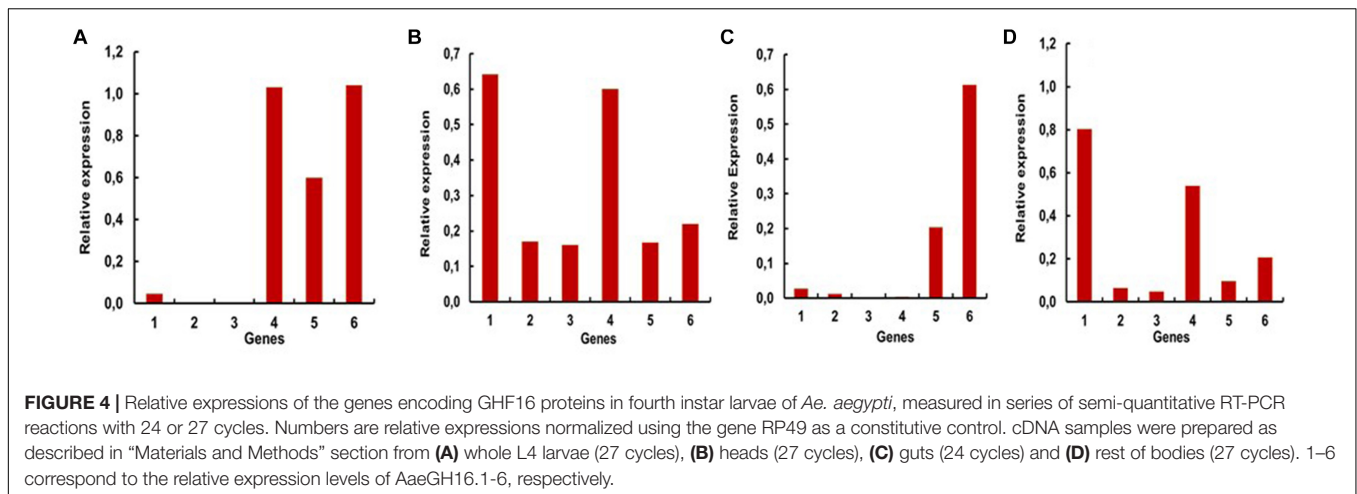 A
1,2
1,0
0,8
0,6
0,4
0,2
0,0
Relative expression
1 2 3 4 5 6
Genes
B
0,7
0,6
0,5
0,4
0,3
0,2
0,1
0,0
Relative expression
1 2 3 4 5 6
Genes
C
0,7
0,6
0,5
0,4
0,3
0,2
0,1
0,0
Relative Expression
1 2 3 4 5 6
Genes
D
1,2
1,0
0,8
0,6
0,4
0,2
0,0
Relative expression
1 2 3 4 5 6
Genes
FIGURE 4 | Relative expressions of the genes encoding GHF16 proteins in fourth instar larvae of Ae. aegypti, measured in series of semi-quantitative RT-PCR
reactions with 24 or 27 cycles. Numbers are relative expressions normalized using the gene RP49 as a constitutive control. cDNA samples were prepared as
described in “Materials and Methods” section from (A) whole L4 larvae (27 cycles), (B) heads (27 cycles), (C) guts (24 cycles) and (D) rest of bodies (27 cycles). 1–6
correspond to the relative expression levels of AaeGH16.1-6, respectively.